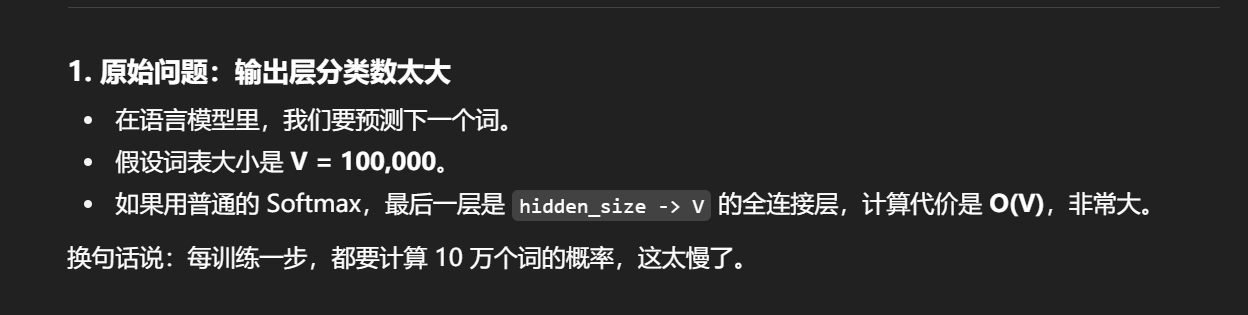 1. 原始问题：输出层分类数太大
• 在语言模型里，我们要预测下一个词。
• 假设词表大小是 V = 100,000。
• 如果用普通的 Softmax，最后一层是 hidden_size -> V 的全连接层，计算代价是 O(V)，非常大。
换句话说：每训练一步，都要计算 10 万个词的概率，这太慢了。